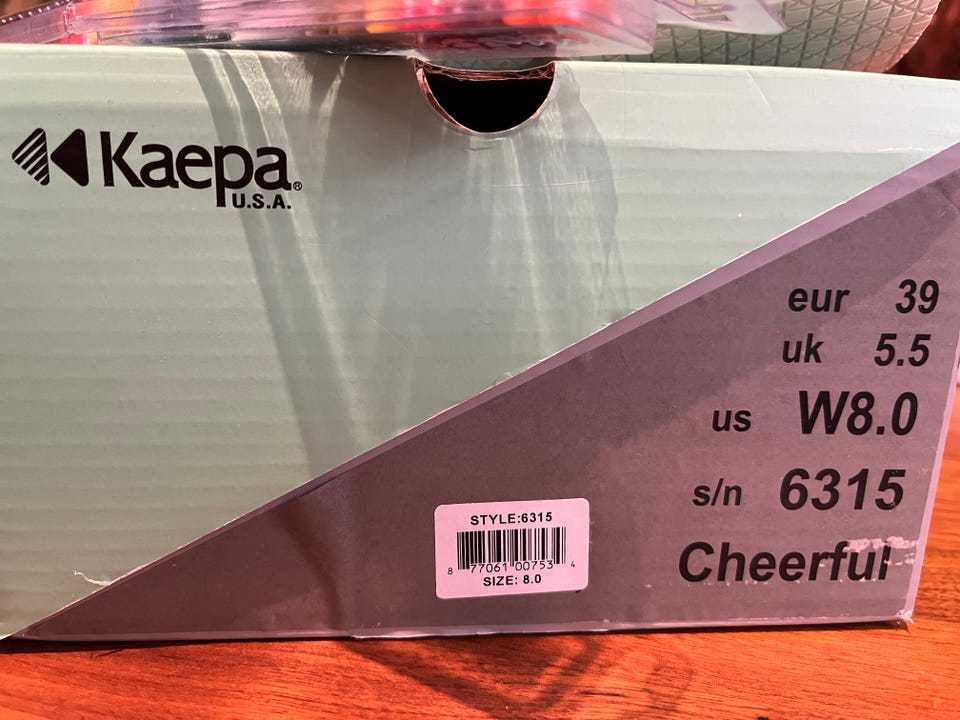 Kaepa®
U.S.A.
eur 39
uk 5.5
us W8.0
s/n 6315
Cheerful
STYLE:6315
8 77061 00753 4
SIZE: 8.0